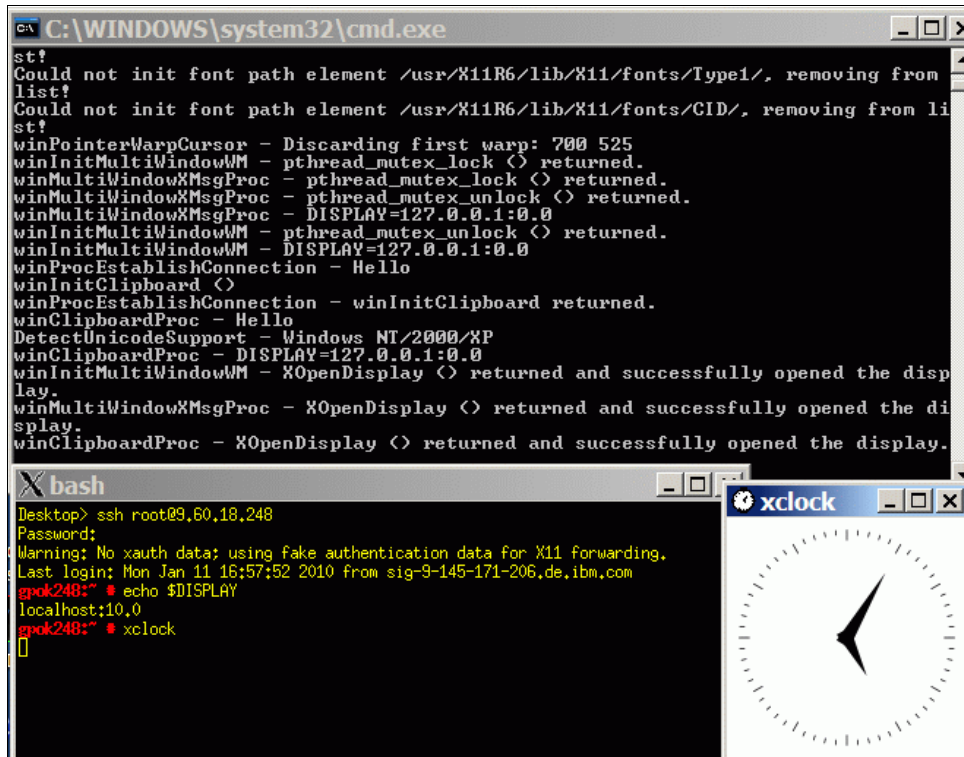 C:\WINDOWS\system32\cmd.exe
st!
Could not init font path element /usr/X11R6/lib/X11/fonts/Type1/, removing from
list!
Could not init font path element /usr/X11R6/lib/X11/fonts/CID/, removing from li
st!
winPointerWarpCursor - Discarding first warp: 700 525
winInitMultiWindowWM - pthread_mutex_lock () returned.
winMultiWindowXMsgProc - pthread_mutex_lock () returned.
winMultiWindowXMsgProc - pthread_mutex_unlock () returned.
winMultiWindowXMsgProc - DISPLAY=127.0.0.1:0.0
winInitMultiWindowWM - pthread_mutex_unlock () returned.
winInitMultiWindowWM - DISPLAY=127.0.0.1:0.0
winProcEstablishConnection - Hello
winInitClipboard ()
winProcEstablishConnection - winInitClipboard returned.
winClipboardProc - Hello
DetectUnicodeSupport - Windows NT/2000/XP
winClipboardProc - DISPLAY=127.0.0.1:0.0
winInitMultiWindowWM - XOpenDisplay () returned and successfully opened the disp
lay.
winMultiWindowXMsgProc - XOpenDisplay () returned and successfully opened the di
splay.
winClipboardProc - XOpenDisplay () returned and successfully opened the display.
bash
Desktop> ssh root@9.60.18.248
Password:
Warning: No xauth data; using fake authentication data for X11 forwarding.
Last login: Mon Jan 11 16:57:52 2010 from sig-9-145-171-206.de.ibm.com
gpok248:~ # echo $DISPLAY
localhost:10.0
gpok248:~ # xclock
xclock